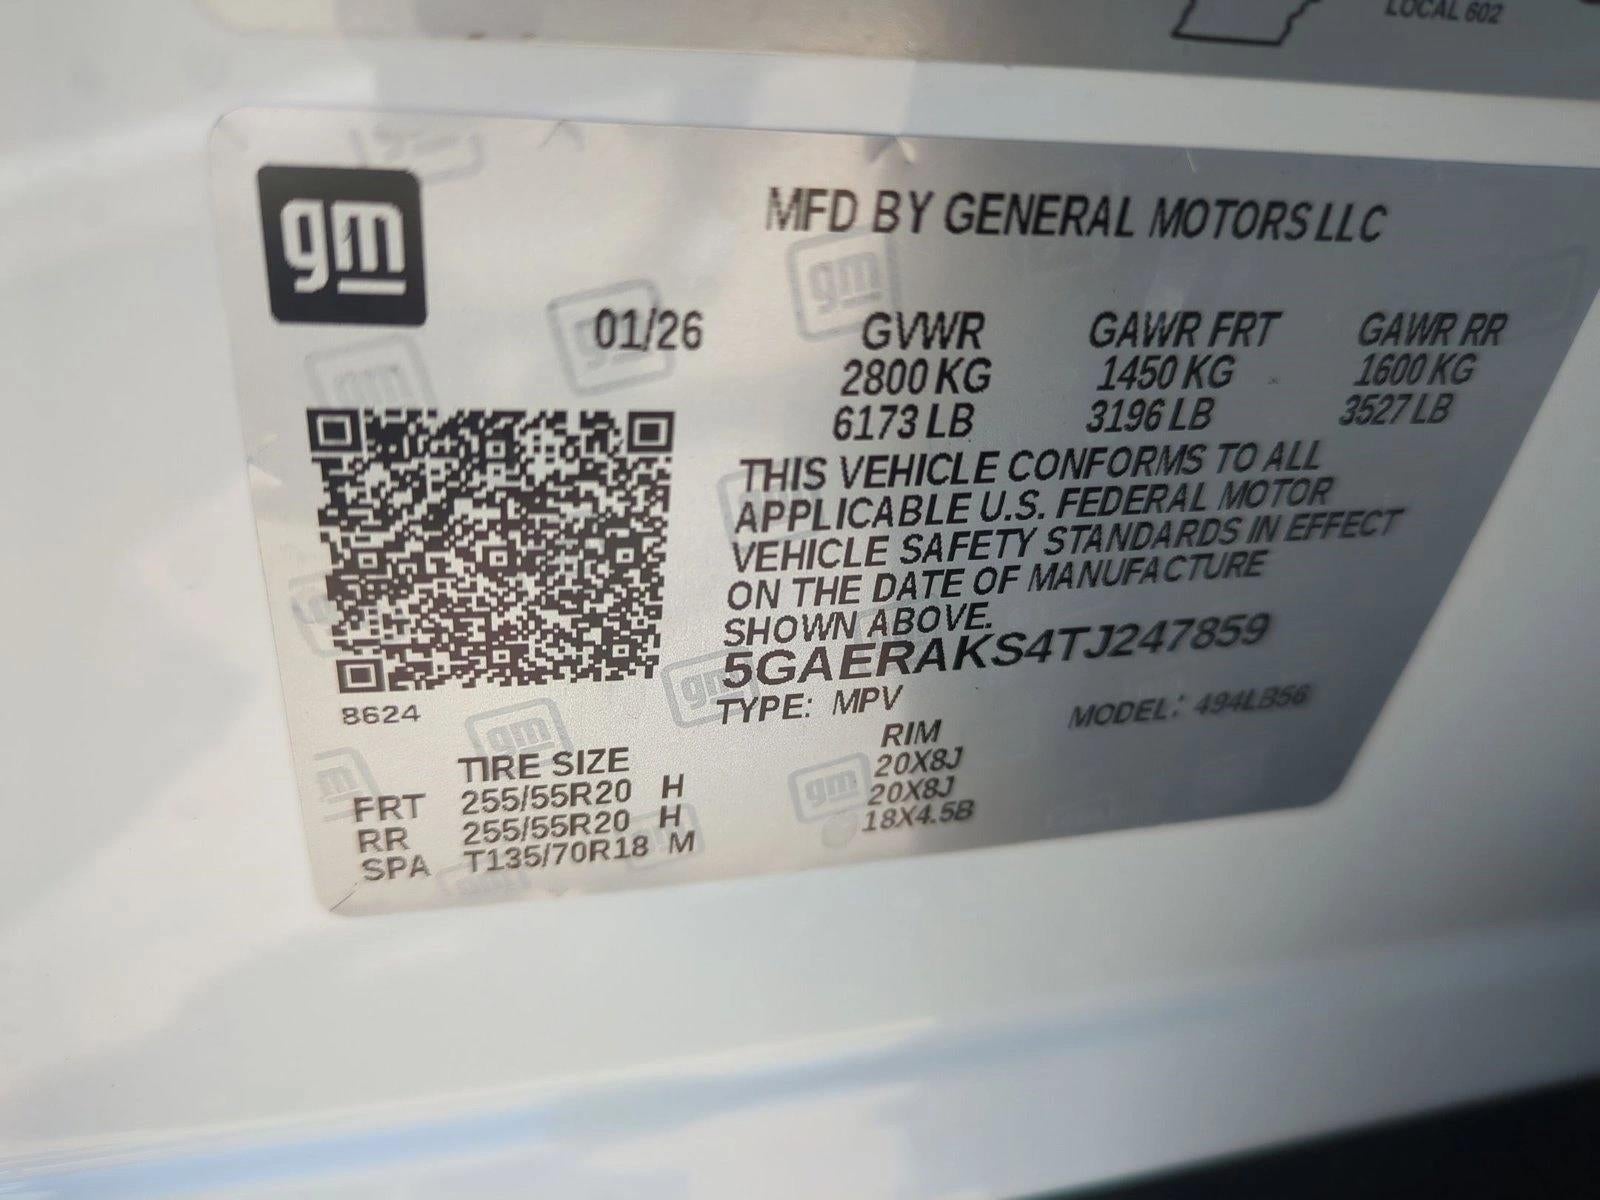 LOCAL 602
gm
MFD BY GENERAL MOTORS LLC
01/26
GVWR GAWR FRT GAWR RR
2800 KG 1450 KG 1600 KG
6173 LB 3196 LB 3527 LB
THIS VEHICLE CONFORMS TO ALL
APPLICABLE U.S. FEDERAL MOTOR
VEHICLE SAFETY STANDARDS IN EFFECT
ON THE DATE OF MANUFACTURE
SHOWN ABOVE.
5GAERAKS4TJ247859
TYPE: MPV MODEL: 494LB56
8624
TIRE SIZE RIM
FRT 255/55R20 H 20X8J
RR 255/55R20 H 20X8J
SPA T135/70R18 M 18X4.5B